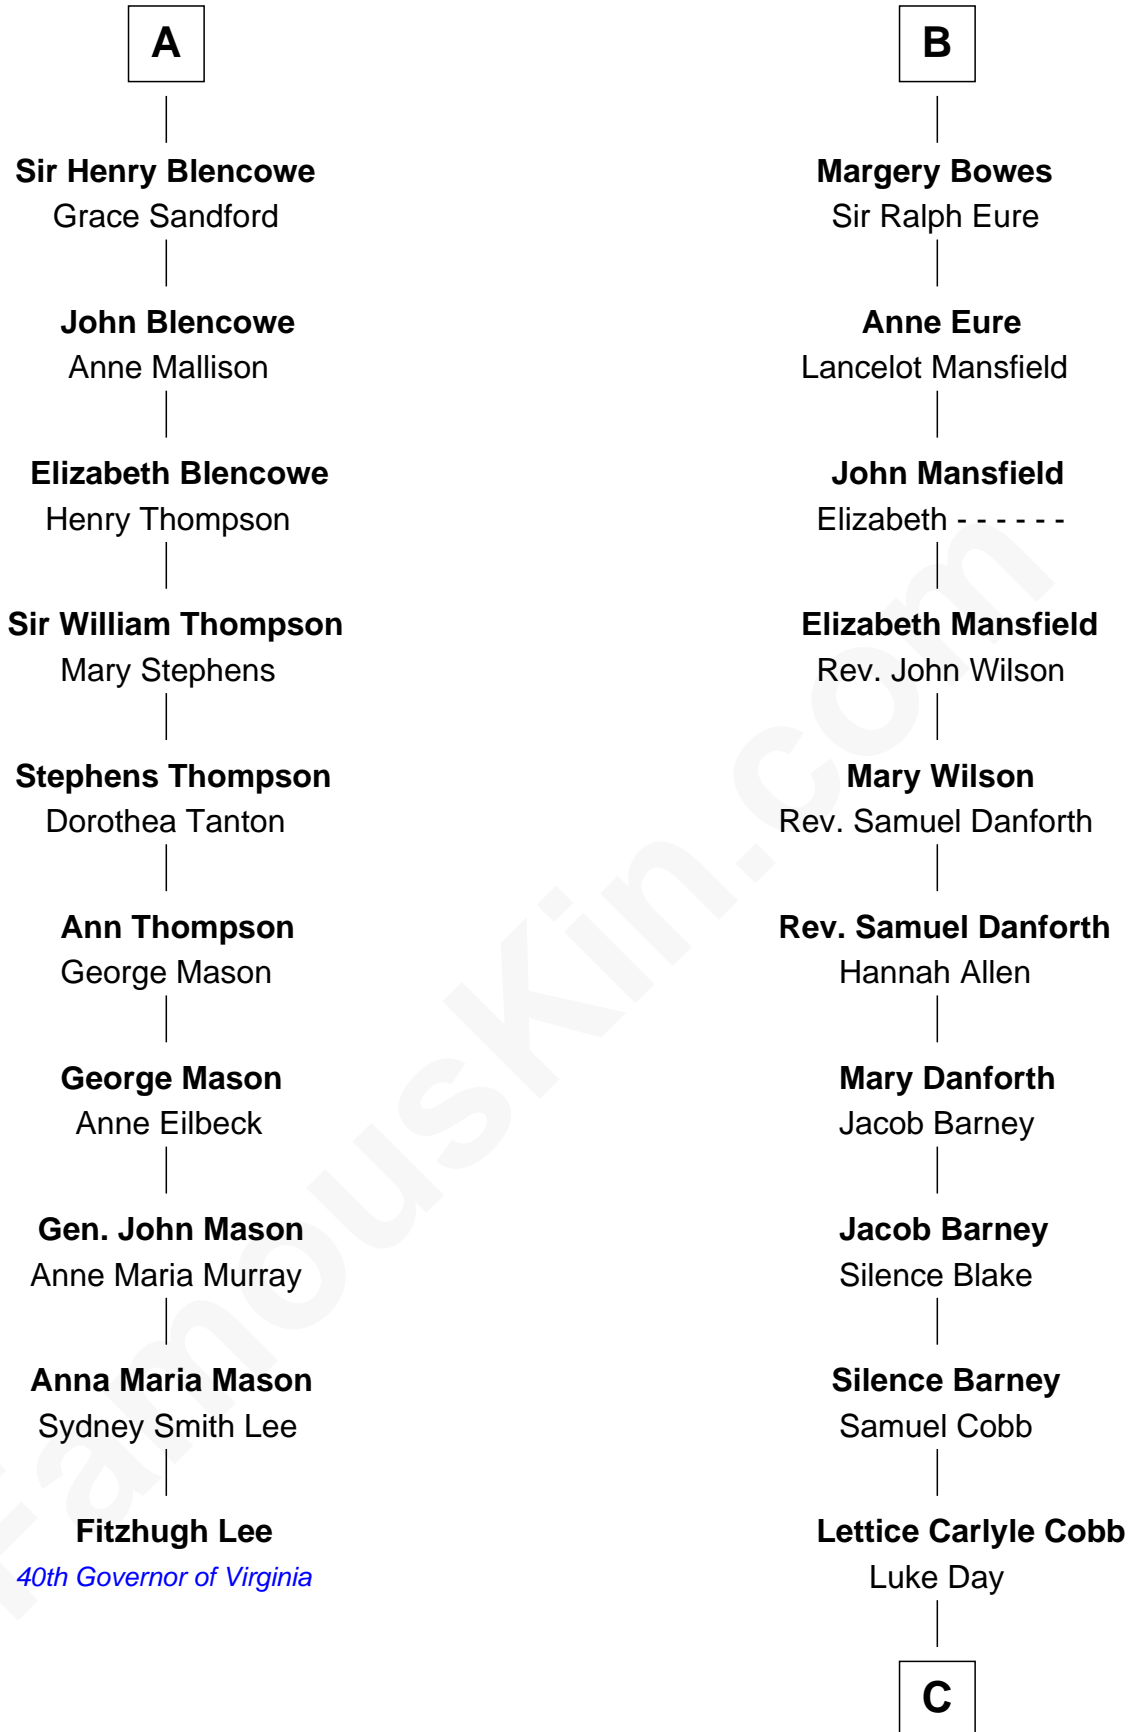 A
Sir Henry Blencowe
Grace Sandford
John Blencowe
Anne Mallison
Elizabeth Blencowe
Henry Thompson
Sir William Thompson
Mary Stephens
Stephens Thompson
Dorothea Tanton
Ann Thompson
George Mason
George Mason
Anne Eilbeck
Gen. John Mason
Anne Maria Murray
Anna Maria Mason
Sydney Smith Lee
Fitzhugh Lee
40th Governor of Virginia
B
Margery Bowes
Sir Ralph Eure
Anne Eure
Lancelot Mansfield
John Mansfield
Elizabeth - - - - - -
Elizabeth Mansfield
Rev. John Wilson
Mary Wilson
Rev. Samuel Danforth
Rev. Samuel Danforth
Hannah Allen
Mary Danforth
Jacob Barney
Jacob Barney
Silence Blake
Silence Barney
Samuel Cobb
Lettice Carlyle Cobb
Luke Day
C
FamousKin.com